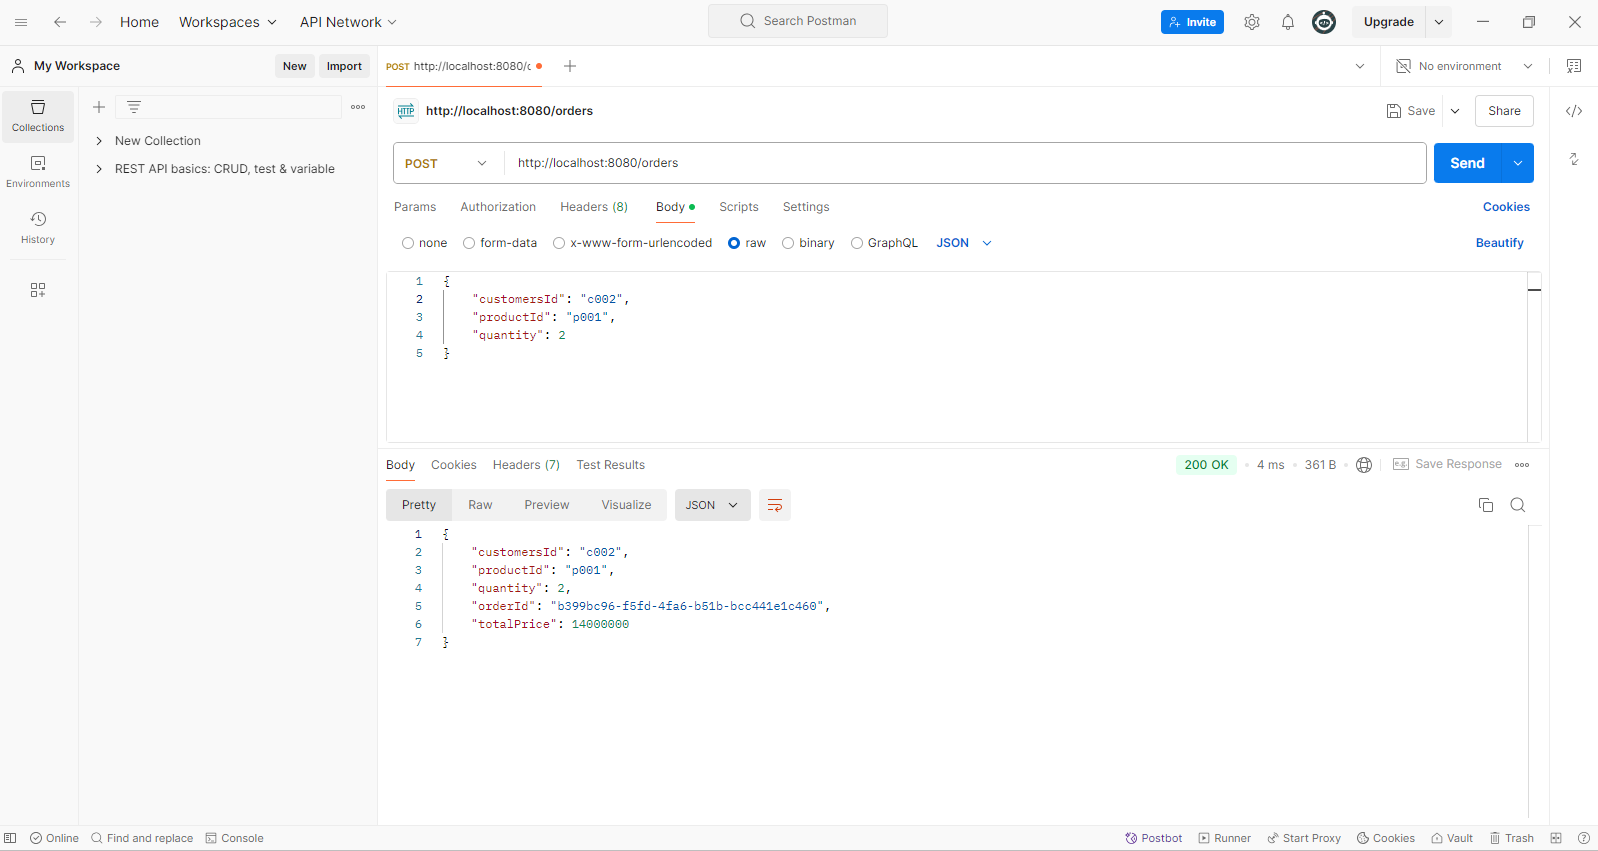 Home Workspaces API Network Search Postman Invite Upgrade
My Workspace New Import POST http://localhost:8080/c No environment
Collections
Environments
History
New Collection
REST API basics: CRUD, test & variable
HTTP http://localhost:8080/orders Save Share
POST http://localhost:8080/orders Send
Params Authorization Headers (8) Body Scripts Settings Cookies
none form-data x-www-form-urlencoded raw binary GraphQL JSON Beautify
1 {
2 "customersId": "c002",
3 "productId": "p001",
4 "quantity": 2
5 }
Body Cookies Headers (7) Test Results 200 OK 4 ms 361 B e.g. Save Response
Pretty Raw Preview Visualize JSON
1 {
2 "customersId": "c002",
3 "productId": "p001",
4 "quantity": 2,
5 "orderId": "b399bc96-f5fd-4fa6-b51b-bcc441e1c460",
6 "totalPrice": 14000000
7 }
Online Find and replace Console Postbot Runner Start Proxy Cookies Vault Trash